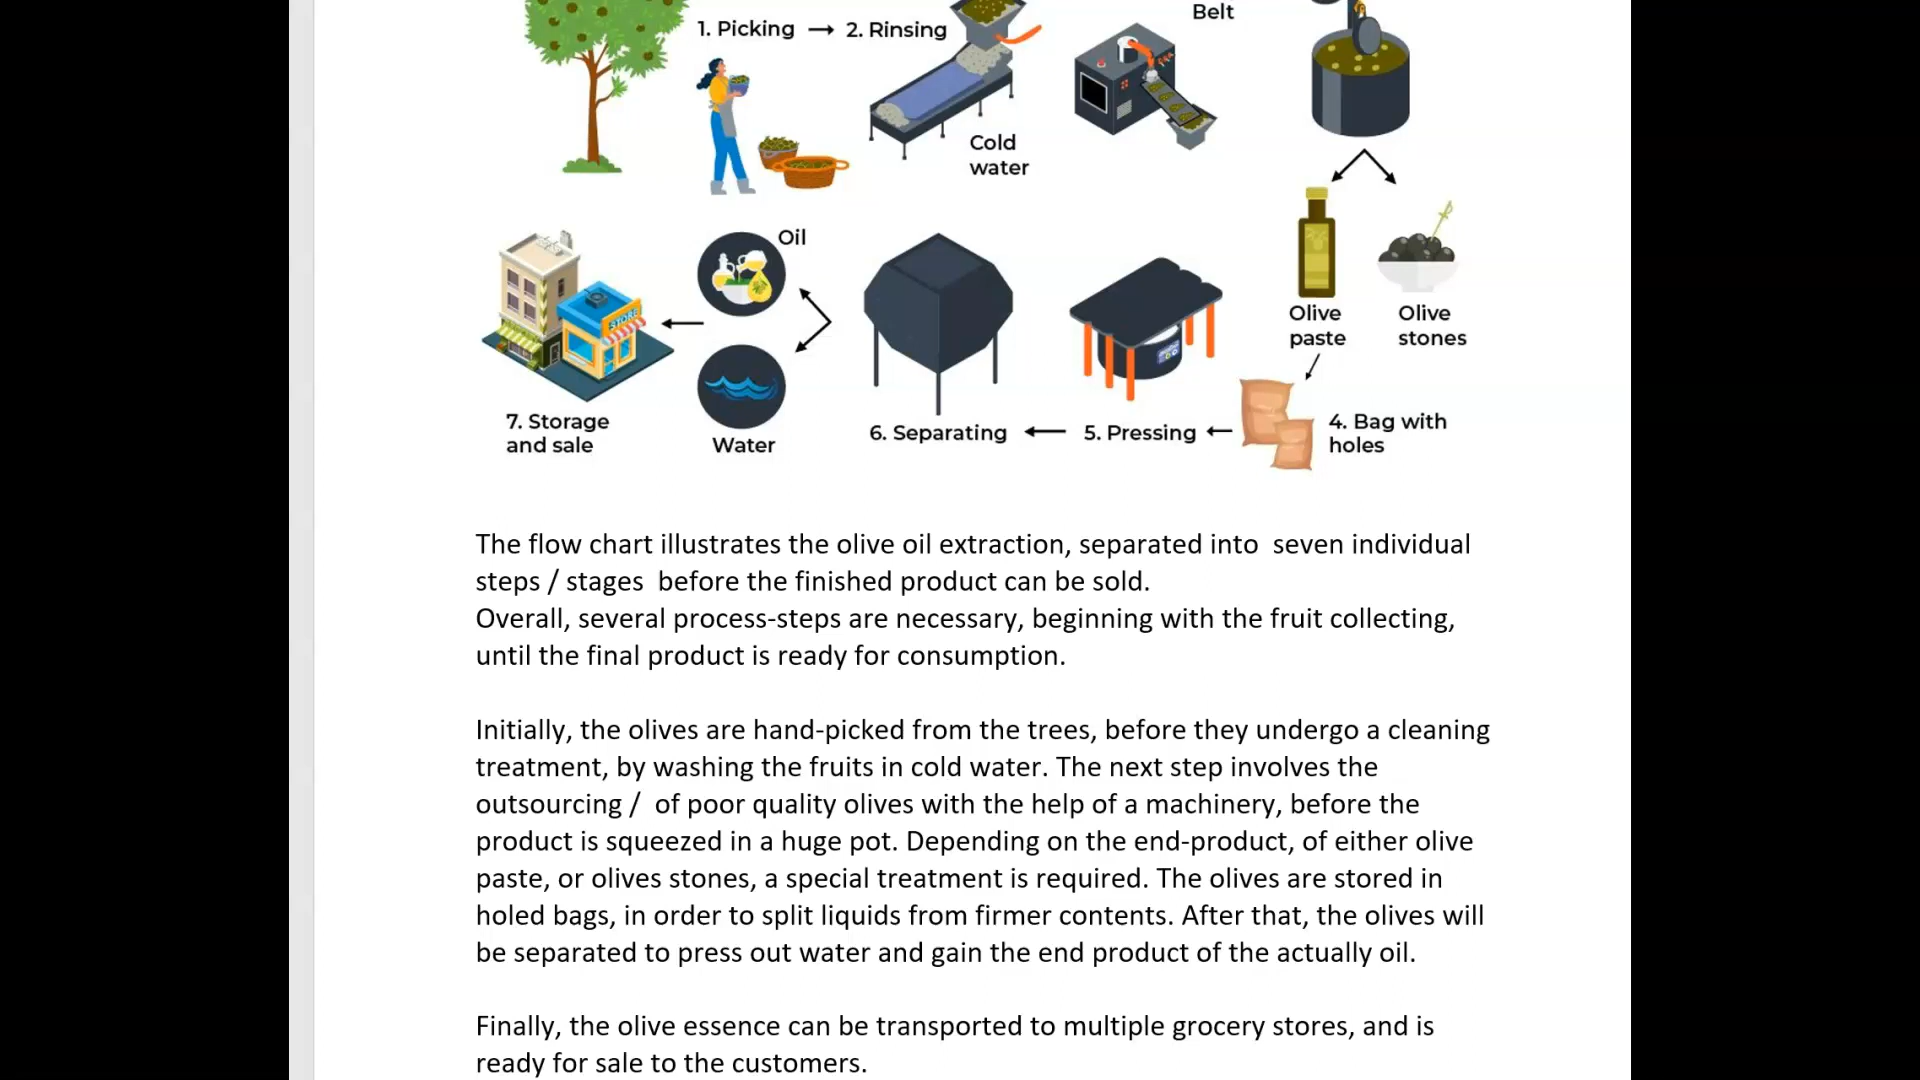 Belt
1. Picking → 2. Rinsing
Cold
water
Oil
STORE
Olive
paste
Olive
stones
7. Storage
and sale
Water
6. Separating ← 5. Pressing ←
4. Bag with
holes
The flow chart illustrates the olive oil extraction, separated into  seven individual
steps / stages  before the finished product can be sold.
Overall, several process-steps are necessary, beginning with the fruit collecting,
until the final product is ready for consumption.
Initially, the olives are hand-picked from the trees, before they undergo a cleaning
treatment, by washing the fruits in cold water. The next step involves the
outsourcing /  of poor quality olives with the help of a machinery, before the
product is squeezed in a huge pot. Depending on the end-product, of either olive
paste, or olives stones, a special treatment is required. The olives are stored in
holed bags, in order to split liquids from firmer contents. After that, the olives will
be separated to press out water and gain the end product of the actually oil.
Finally, the olive essence can be transported to multiple grocery stores, and is
ready for sale to the customers.